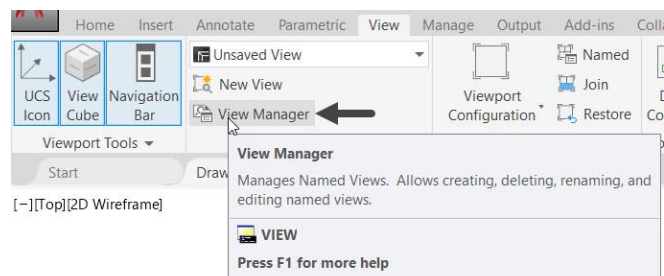 Home Insert Annotate Parametric View Manage Output Add-ins
Unsaved View
UCS Icon
View Cube
Navigation Bar
Viewport Tools
New View
View Manager
Viewport Configuration
Named
Join
Restore
Start
View Manager
Manages Named Views. Allows creating, deleting, renaming, and
editing named views.
VIEW
Press F1 for more help
[−][Top][2D Wireframe]